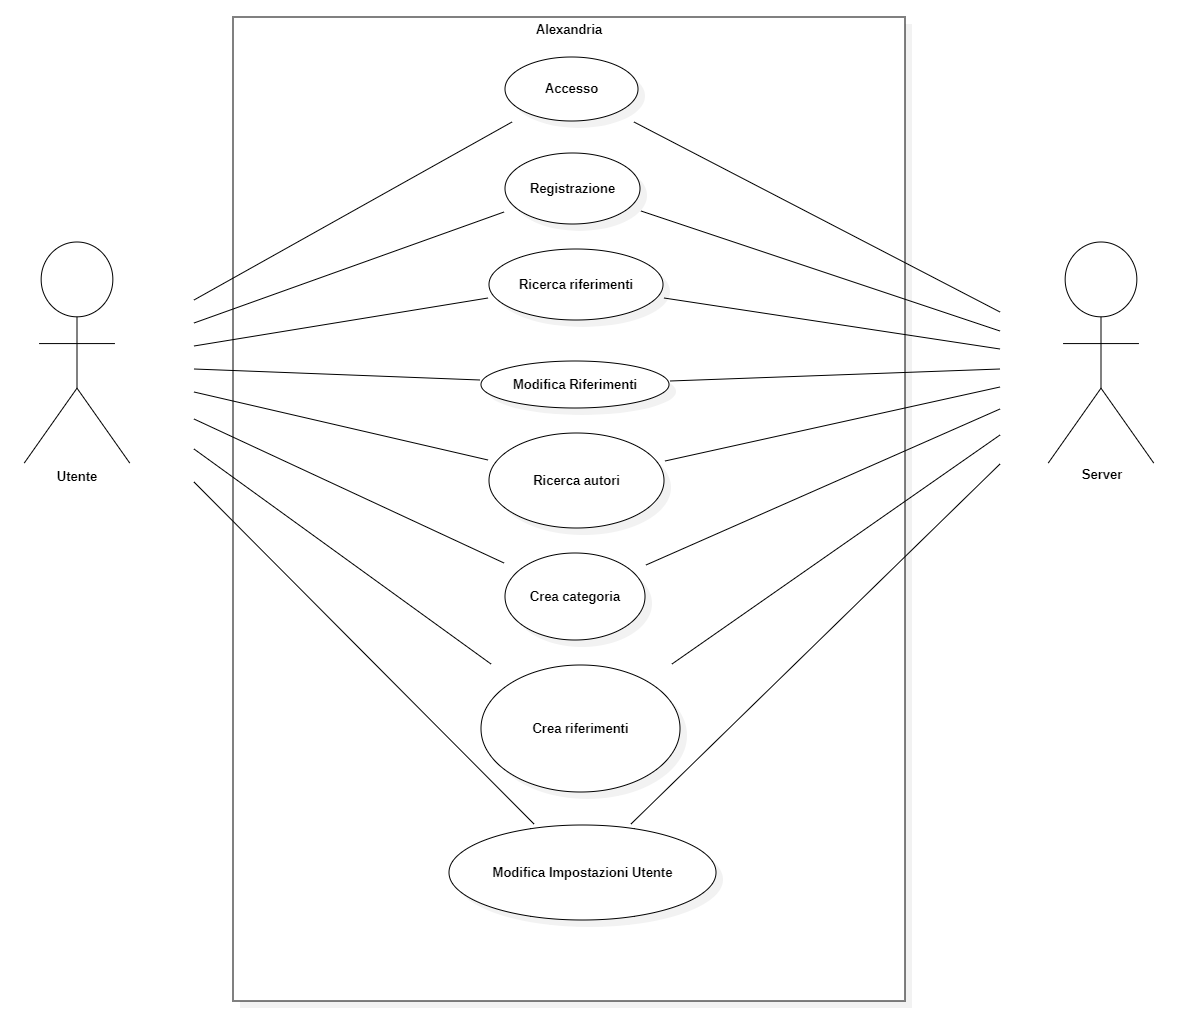 Alexandria
Accesso
Registrazione
Ricerca riferimenti
Modifica Riferimenti
Ricerca autori
Utente
Server
Crea categoria
Crea riferimenti
Modifica Impostazioni Utente